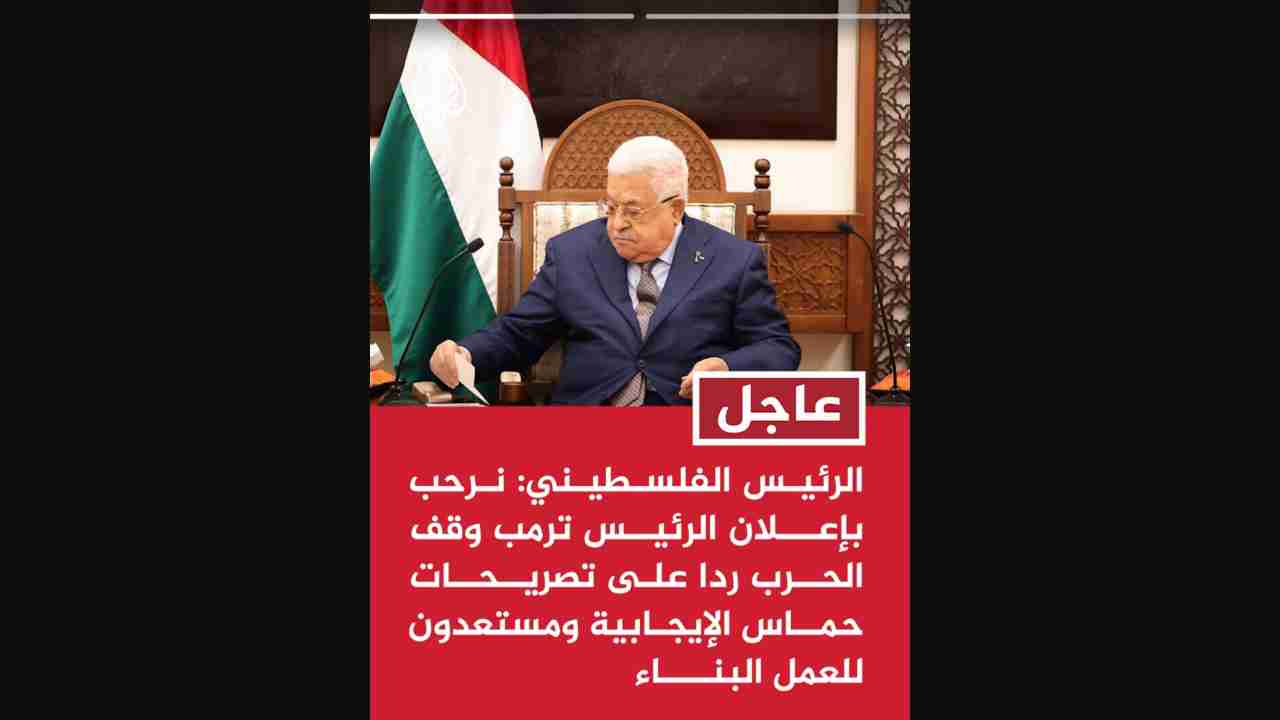 عاجل
الرئيس الفلسطيني: نرحب
بإعلان الرئيس ترمب وقف
الحرب ردا على تصريحات
حماس الإيجابية ومستعدون
للعمل البناء